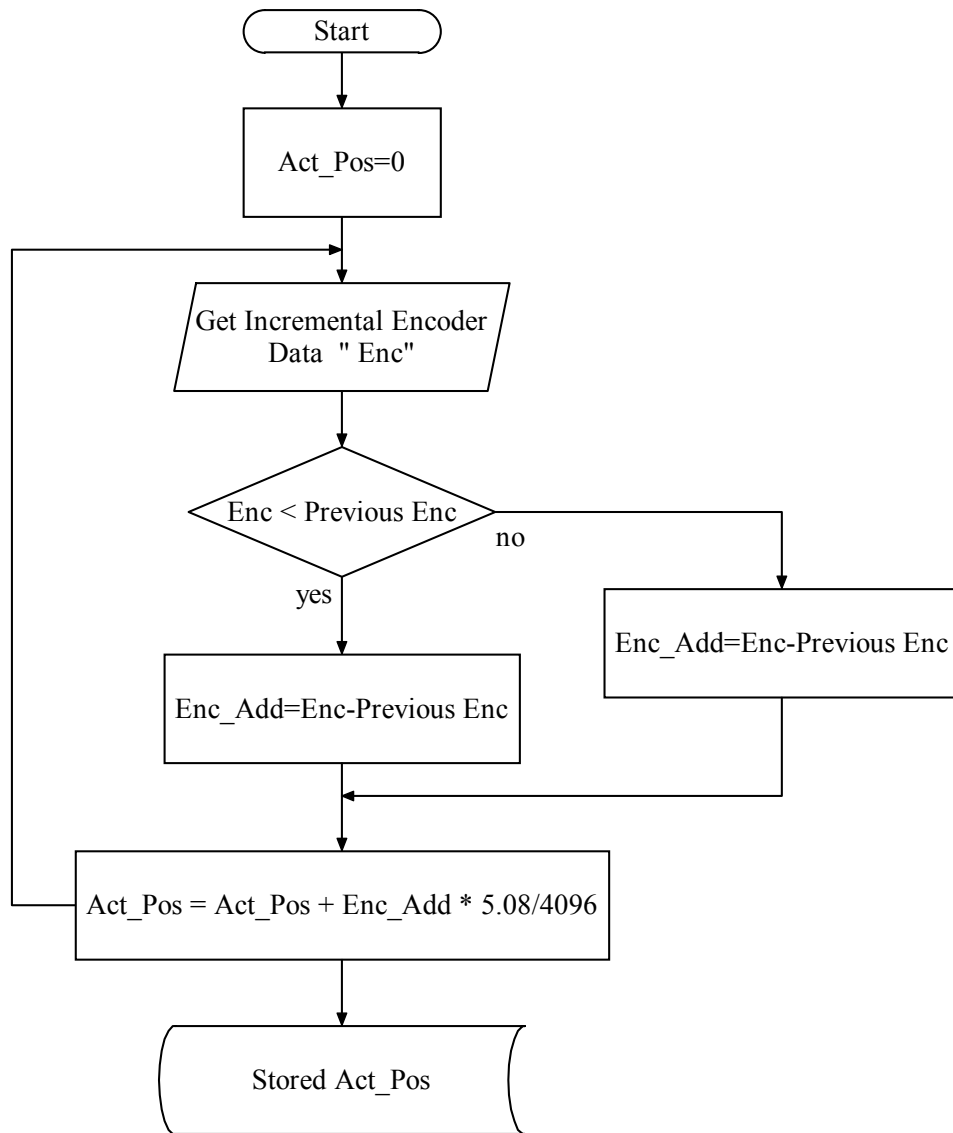 Start
Act_Pos=0
Get Incremental Encoder
Data " Enc"
Enc < Previous Enc
no
yes
Enc_Add=Enc-Previous Enc
Enc_Add=Enc-Previous Enc
Act_Pos = Act_Pos + Enc_Add * 5.08/4096
Stored Act_Pos